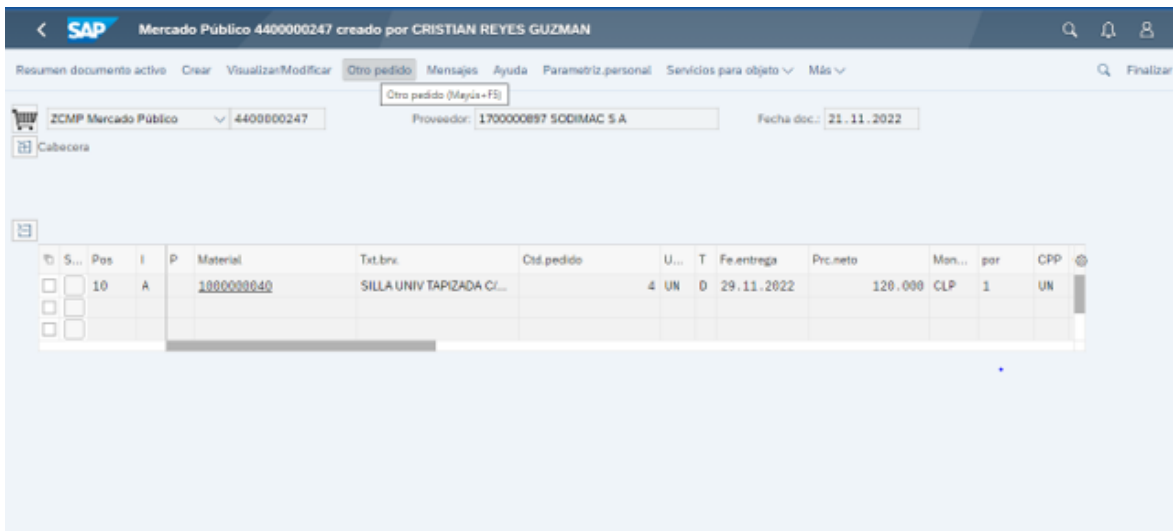 SAP Mercado Público 4400000247 creado por CRISTIAN REYES GUZMAN
Resumen documento activo Crear Visualizar/Modificar Otro pedido Mensajes Ayuda Parametriz.personal Servicios para objeto Más Finalizar
Otro pedido (Mayús+F5)
ZCMP Mercado Público 4400000247 Proveedor: 1700000897 SODIMAC S A Fecha doc.: 21.11.2022
Cabecera
S... Pos I P Material Txt.brv. Ctd.pedido U... T Fe.entrega Prc.neto Mon... por CPP
10 A 1000000040 SILLA UNIV TAPIZADA C/... 4 UN D 29.11.2022 120.000 CLP 1 UN